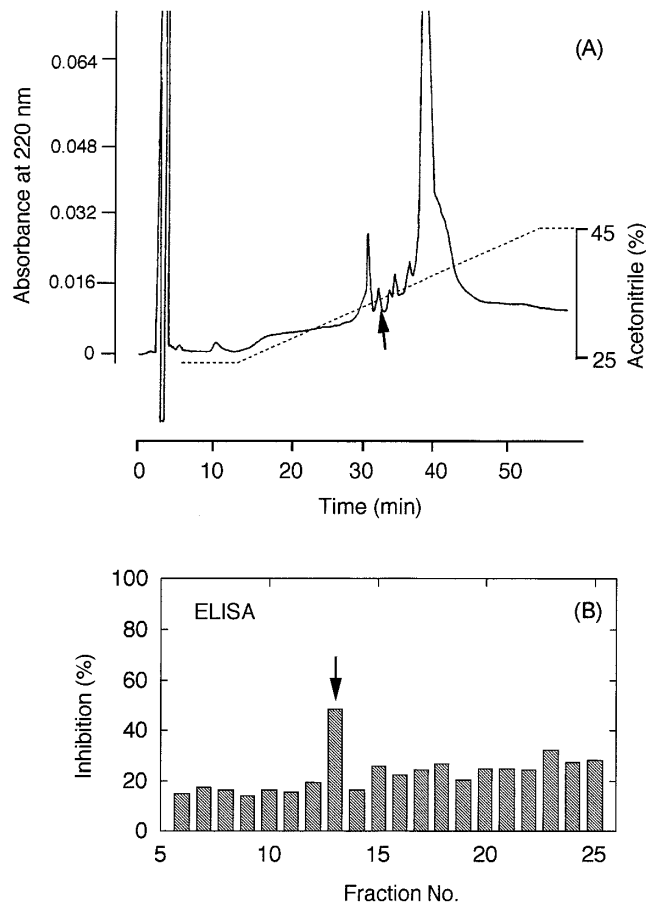 (A)
Absorbance at 220 nm
0.064
0.048
0.032
0.016
0
45
25
Acetonitrile (%)
0 10 20 30 40 50
Time (min)
ELISA
(B)
Inhibition (%)
100
80
60
40
20
0
5 10 15 20 25
Fraction No.